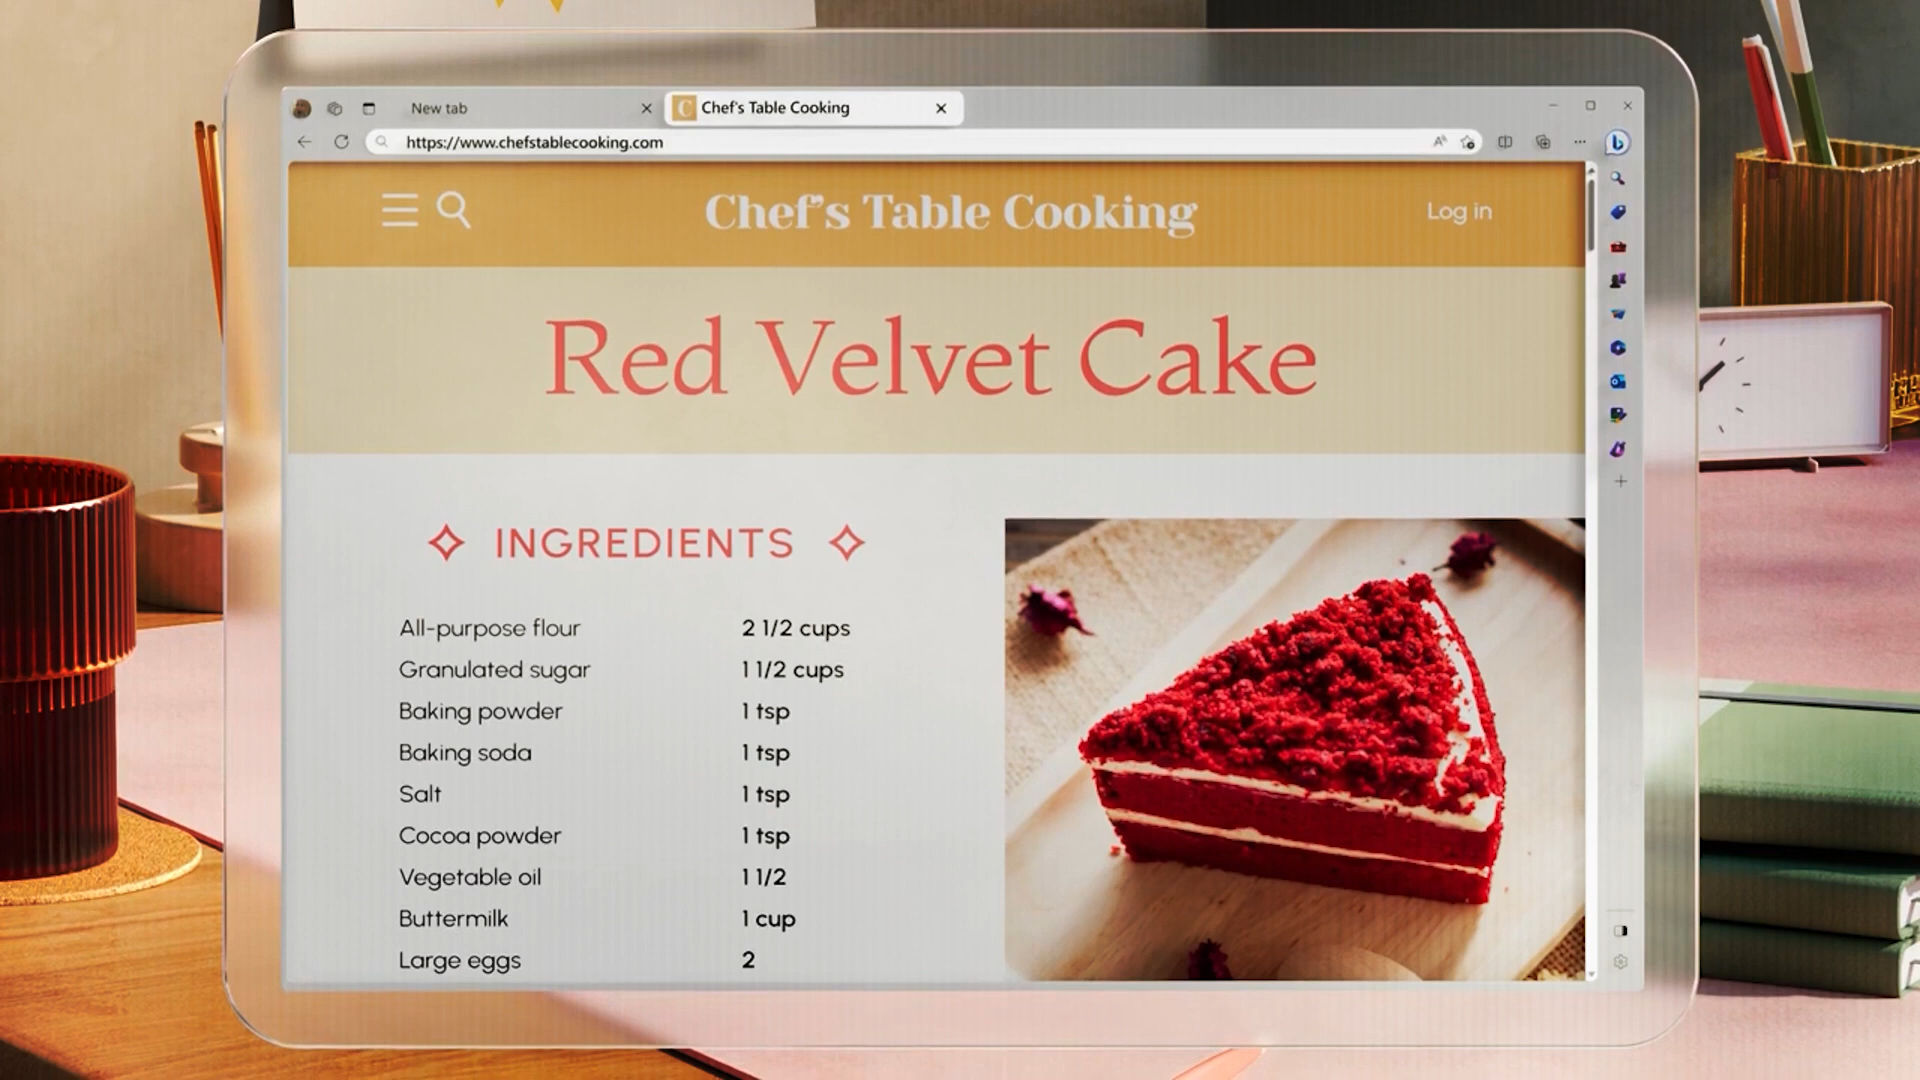 New tab
Chef's Table Cooking
https://www.chefstablecooking.com
Chef's Table Cooking
Log in
Red Velvet Cake
INGREDIENTS
All-purpose flour 2 1/2 cups
Granulated sugar 1 1/2 cups
Baking powder 1 tsp
Baking soda 1 tsp
Salt 1 tsp
Cocoa powder 1 tsp
Vegetable oil 1 1/2
Buttermilk 1 cup
Large eggs 2